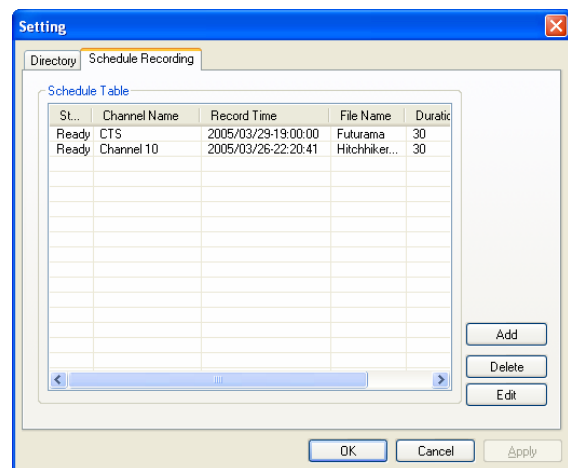 Setting
Directory Schedule Recording
Schedule Table
St... Channel Name Record Time File Name Duratic
Ready CTS 2005/03/29-19:00:00 Futurama 30
Ready Channel 10 2005/03/26-22:20:41 Hitchhiker... 30
Add
Delete
Edit
OK Cancel Apply